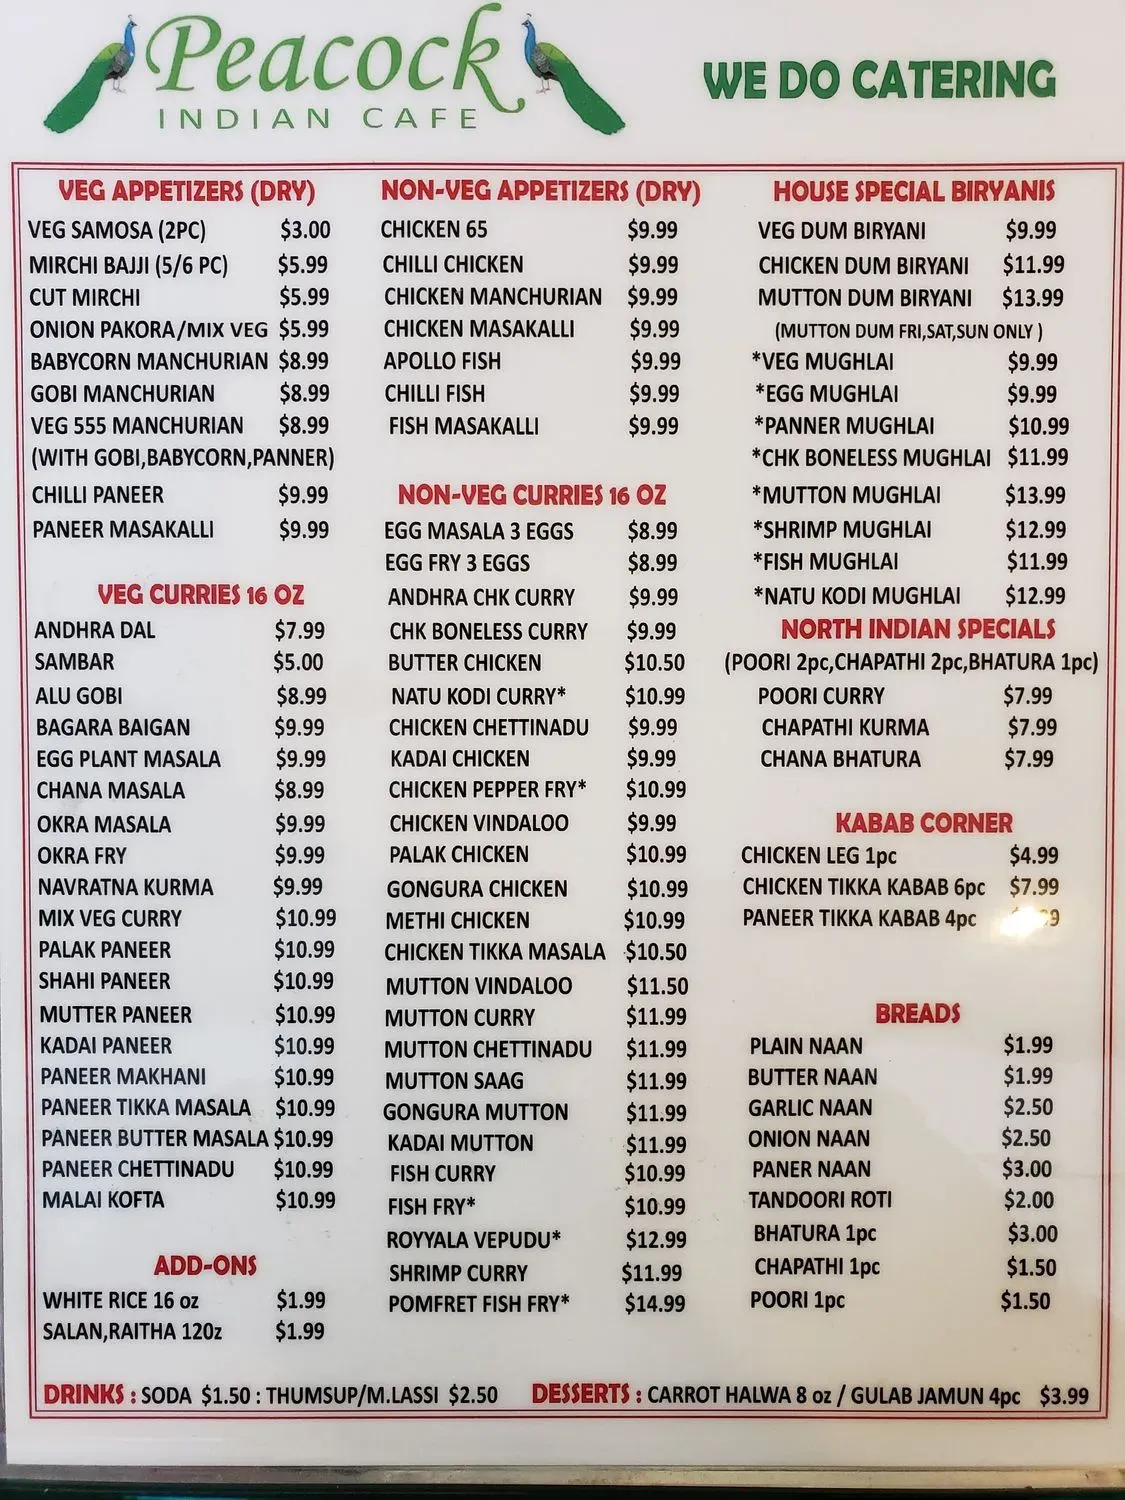 Peacock
INDIAN CAFE
WE DO CATERING
VEG APPETIZERS (DRY)
VEG SAMOSA (2PC) $3.00
MIRCHI BAJJI (5/6 PC) $5.99
CUT MIRCHI $5.99
ONION PAKORA/MIX VEG $5.99
BABYCORN MANCHURIAN $8.99
GOBI MANCHURIAN $8.99
VEG 555 MANCHURIAN $8.99
(WITH GOBI,BABYCORN,PANNER)
CHILLI PANEER $9.99
PANEER MASAKALLI $9.99
VEG CURRIES 16 OZ
ANDHRA DAL $7.99
SAMBAR $5.00
ALU GOBI $8.99
BAGARA BAIGAN $9.99
EGG PLANT MASALA $9.99
CHANA MASALA $8.99
OKRA MASALA $9.99
OKRA FRY $9.99
NAVRATNA KURMA $9.99
MIX VEG CURRY $10.99
PALAK PANEER $10.99
SHAHI PANEER $10.99
MUTTER PANEER $10.99
KADAI PANEER $10.99
PANEER MAKHANI $10.99
PANEER TIKKA MASALA $10.99
PANEER BUTTER MASALA $10.99
PANEER CHETTINADU $10.99
MALAI KOFTA $10.99
ADD-ONS
WHITE RICE 16 oz $1.99
SALAN,RAITHA 120z $1.99
NON-VEG APPETIZERS (DRY)
CHICKEN 65 $9.99
CHILLI CHICKEN $9.99
CHICKEN MANCHURIAN $9.99
CHICKEN MASAKALLI $9.99
APOLLO FISH $9.99
CHILLI FISH $9.99
FISH MASAKALLI $9.99
NON-VEG CURRIES 16 OZ
EGG MASALA 3 EGGS $8.99
EGG FRY 3 EGGS $8.99
ANDHRA CHK CURRY $9.99
CHK BONELESS CURRY $9.99
BUTTER CHICKEN $10.50
NATU KODI CURRY* $10.99
CHICKEN CHETTINADU $9.99
KADAI CHICKEN $9.99
CHICKEN PEPPER FRY* $10.99
CHICKEN VINDALOO $9.99
PALAK CHICKEN $10.99
GONGURA CHICKEN $10.99
METHI CHICKEN $10.99
CHICKEN TIKKA MASALA $10.50
MUTTON VINDALOO $11.50
MUTTON CURRY $11.99
MUTTON CHETTINADU $11.99
MUTTON SAAG $11.99
GONGURA MUTTON $11.99
KADAI MUTTON $11.99
FISH CURRY $10.99
FISH FRY* $10.99
ROYYALA VEPUDU* $12.99
SHRIMP CURRY $11.99
POMFRET FISH FRY* $14.99
HOUSE SPECIAL BIRYANIS
VEG DUM BIRYANI $9.99
CHICKEN DUM BIRYANI $11.99
MUTTON DUM BIRYANI $13.99
(MUTTON DUM FRI,SAT,SUN ONLY )
*VEG MUGHLAI $9.99
*EGG MUGHLAI $9.99
*PANNER MUGHLAI $10.99
*CHK BONELESS MUGHLAI $11.99
*MUTTON MUGHLAI $13.99
*SHRIMP MUGHLAI $12.99
*FISH MUGHLAI $11.99
*NATU KODI MUGHLAI $12.99
NORTH INDIAN SPECIALS
(POORI 2pc,CHAPATHI 2pc,BHATURA 1pc)
POORI CURRY $7.99
CHAPATHI KURMA $7.99
CHANA BHATURA $7.99
KABAB CORNER
CHICKEN LEG 1pc $4.99
CHICKEN TIKKA KABAB 6pc $7.99
PANEER TIKKA KABAB 4pc
BREADS
PLAIN NAAN $1.99
BUTTER NAAN $1.99
GARLIC NAAN $2.50
ONION NAAN $2.50
PANER NAAN $3.00
TANDOORI ROTI $2.00
BHATURA 1pc $3.00
CHAPATHI 1pc $1.50
POORI 1pc $1.50
DRINKS : SODA $1.50 : THUMSUP/M.LASSI $2.50 DESSERTS : CARROT HALWA 8 oz / GULAB JAMUN 4pc $3.99